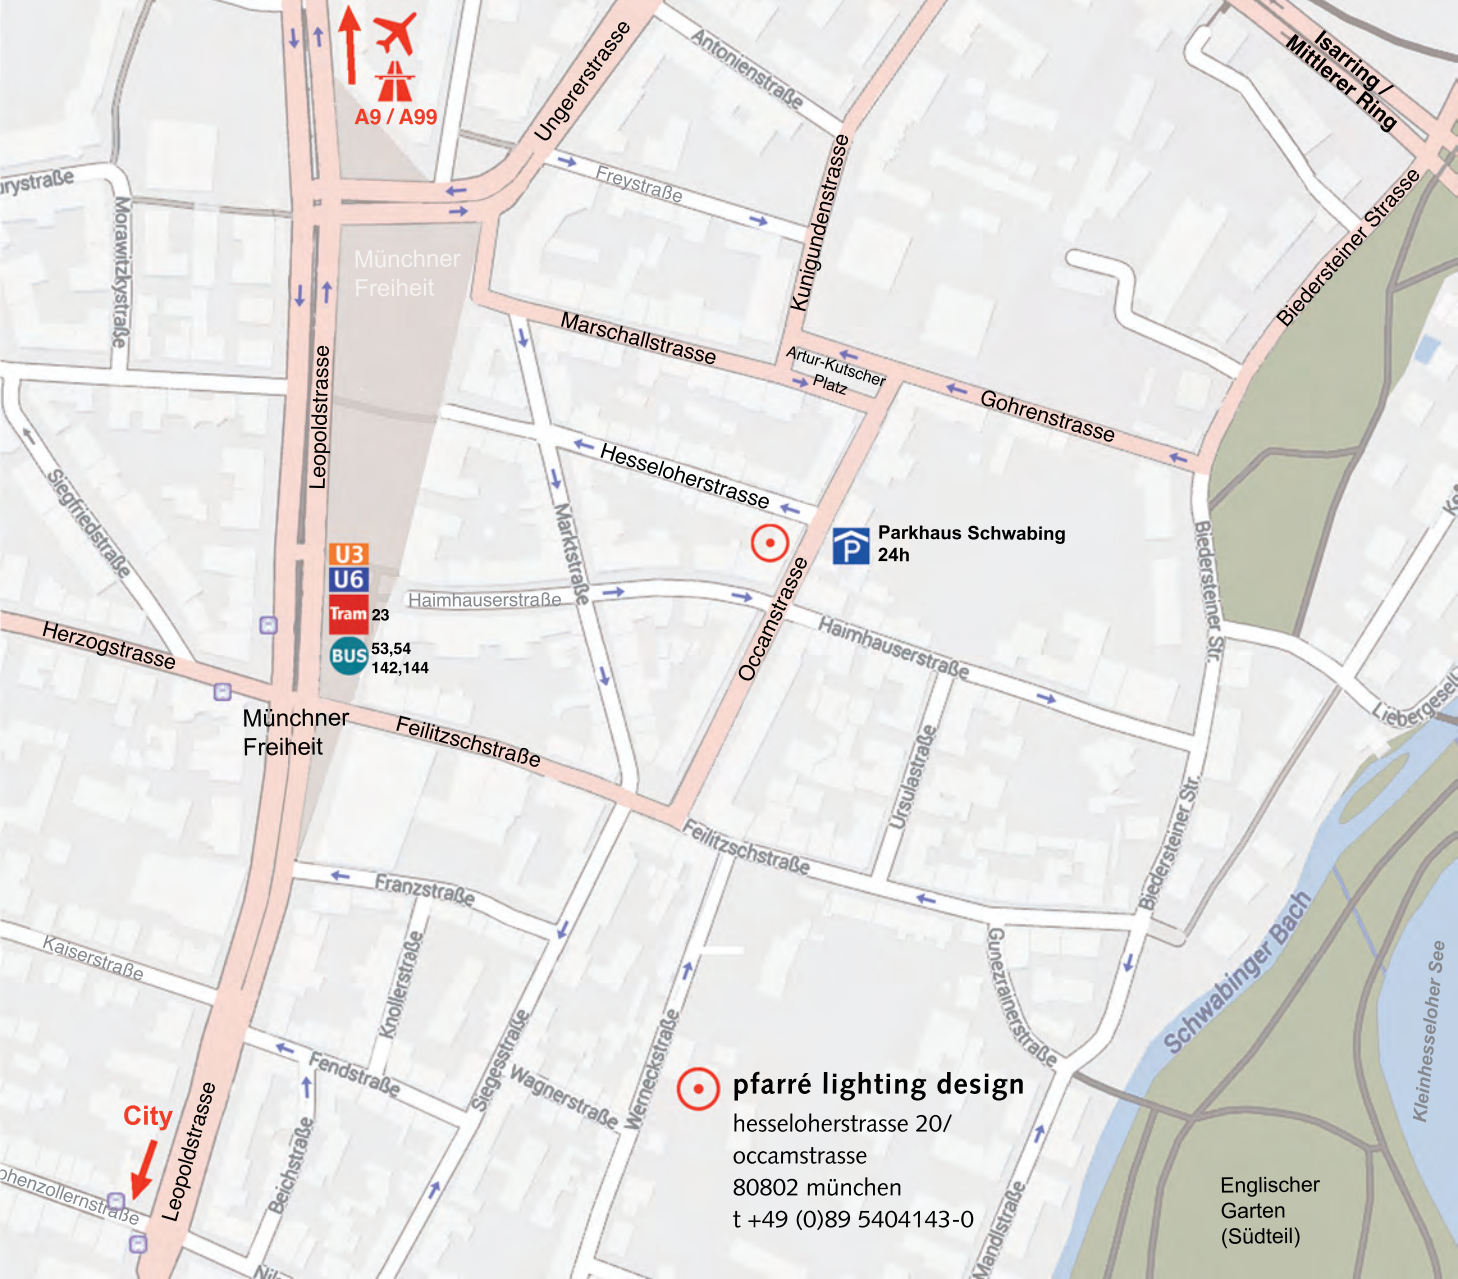 A9 / A99
Ungererstrasse
Antonienstraße
Isarring /
Mittlerer Ring
Freystraße
Kunigundenstrasse
Biedersteiner Strasse
Morawitzkystraße
Münchner
Freiheit
Marschallstrasse
Artur-Kutscher
Platz
Gohrenstrasse
Leopoldstrasse
Hesseloherstrasse
Siegfriedstraße
Marktstraße
U3
U6
Tram 23
BUS 53,54
142,144
P
Parkhaus Schwabing
24h
Haimhauserstraße
Haimhauserstraße
Occamstrasse
Biedersteiner Str.
Herzogstrasse
Münchner
Freiheit
Feilitzschstraße
Ursulastraße
Feilitzschstraße
Biedersteiner Str.
Franzstraße
Kaiserstraße
Knollerstraße
Gunezrainerstraße
Schwabinger Bach
Kleinhesseloher See
Fendstraße
Siegesstraße
Wagnerstraße
Werneckstraße
City
Leopoldstrasse
Beichstraße
Mandlstraße
pfarré lighting design
hesseloherstrasse 20/
occamstrasse
80802 münchen
t +49 (0)89 5404143-0
Englischer
Garten
(Südteil)